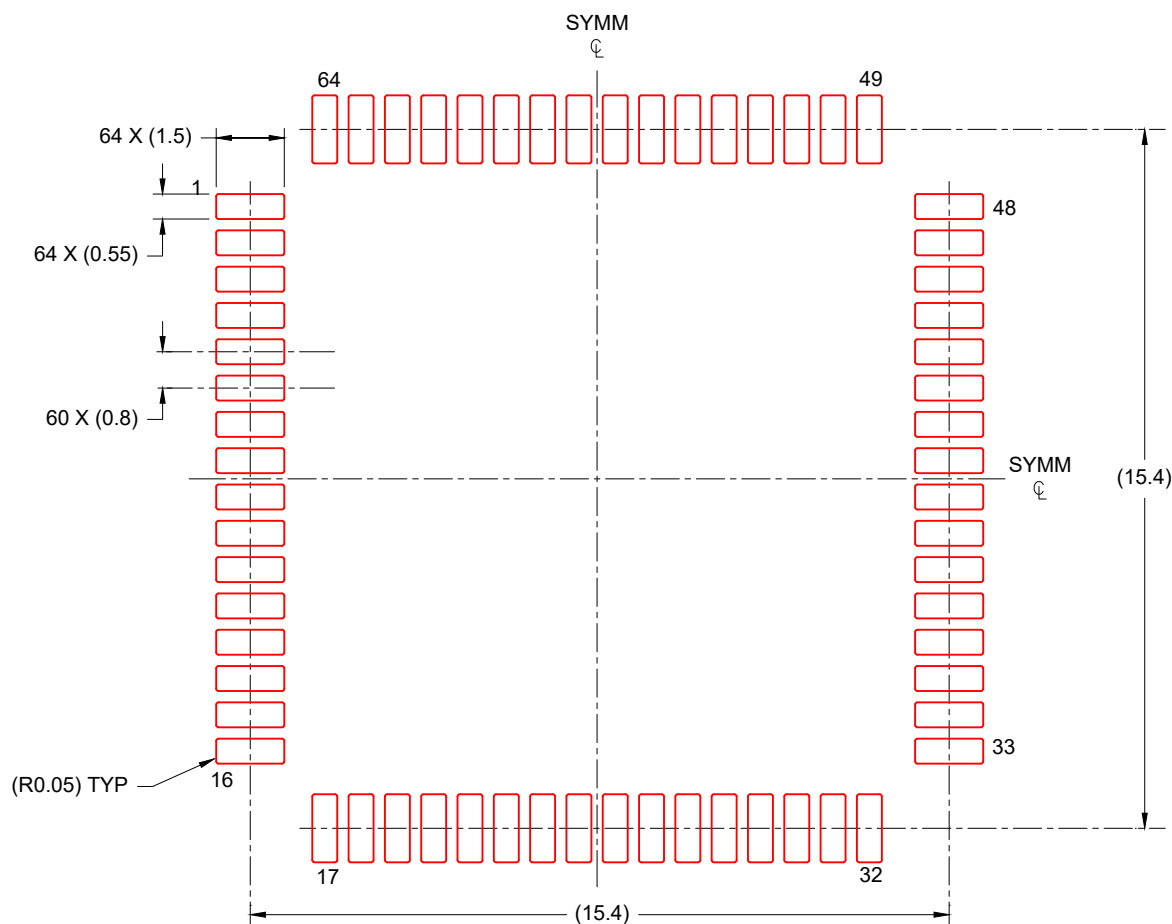 SYMM
℄
64
49
64 X (1.5)
1
48
64 X (0.55)
60 X (0.8)
SYMM
℄
(15.4)
(R0.05) TYP
16
33
17
32
(15.4)